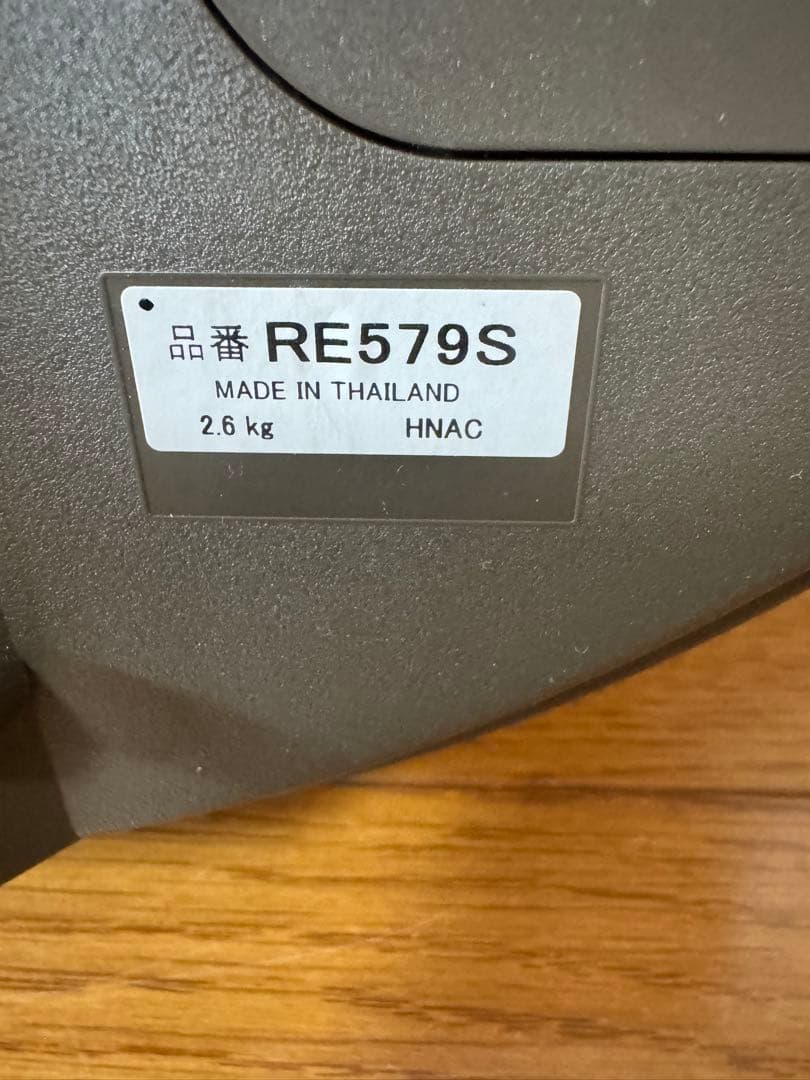 品番 RE579S
MADE IN THAILAND
2.6 kg HNAC